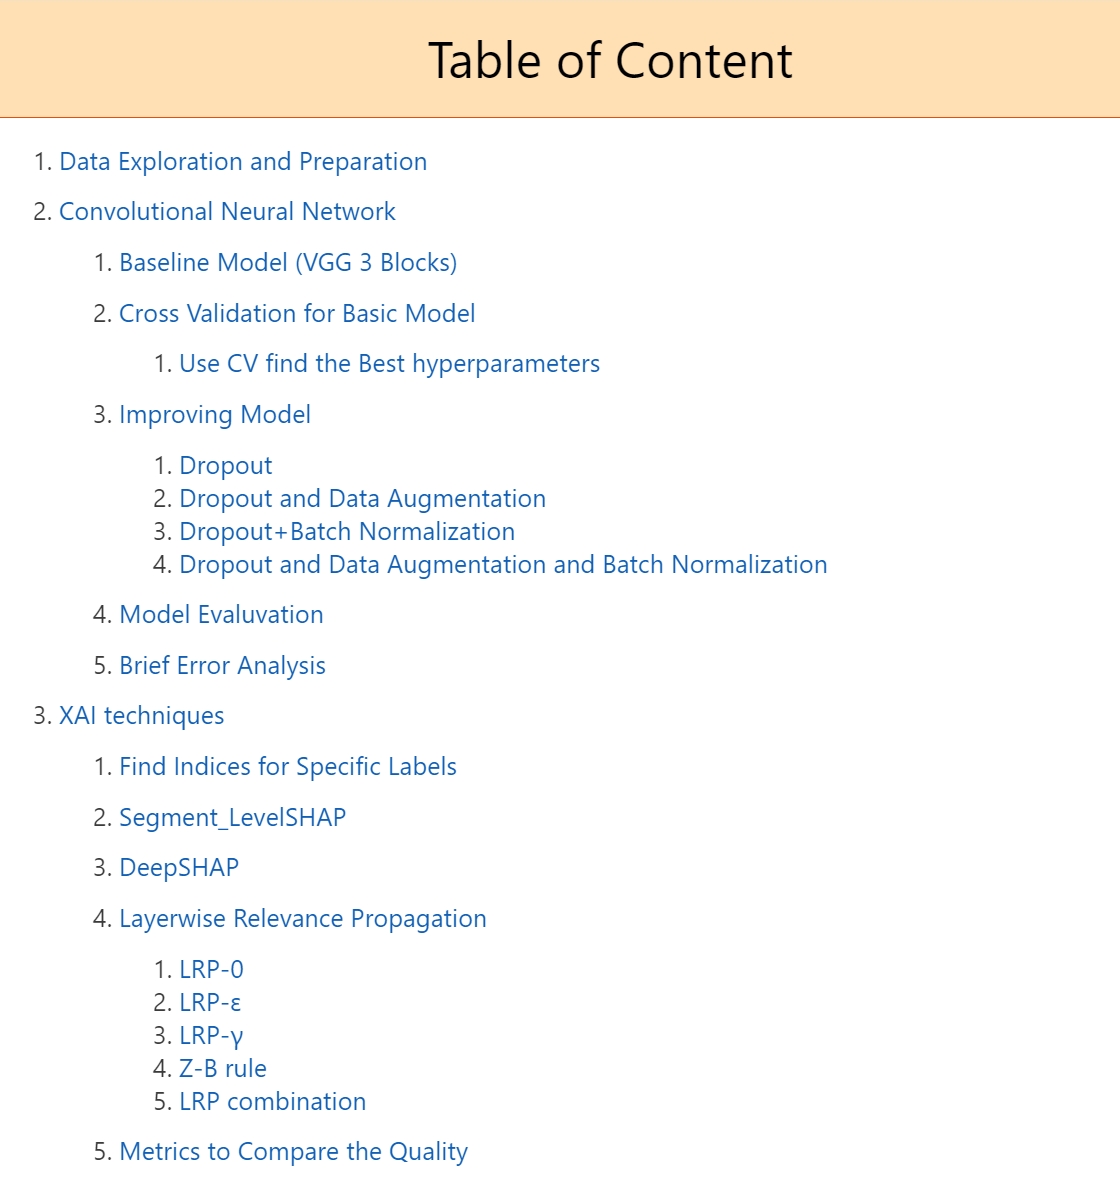 Table of Content
1. Data Exploration and Preparation
2. Convolutional Neural Network
1. Baseline Model (VGG 3 Blocks)
2. Cross Validation for Basic Model
1. Use CV find the Best hyperparameters
3. Improving Model
1. Dropout
2. Dropout and Data Augmentation
3. Dropout+Batch Normalization
4. Dropout and Data Augmentation and Batch Normalization
4. Model Evaluvation
5. Brief Error Analysis
3. XAI techniques
1. Find Indices for Specific Labels
2. Segment_LevelSHAP
3. DeepSHAP
4. Layerwise Relevance Propagation
1. LRP-0
2. LRP-ε
3. LRP-γ
4. Z-B rule
5. LRP combination
5. Metrics to Compare the Quality